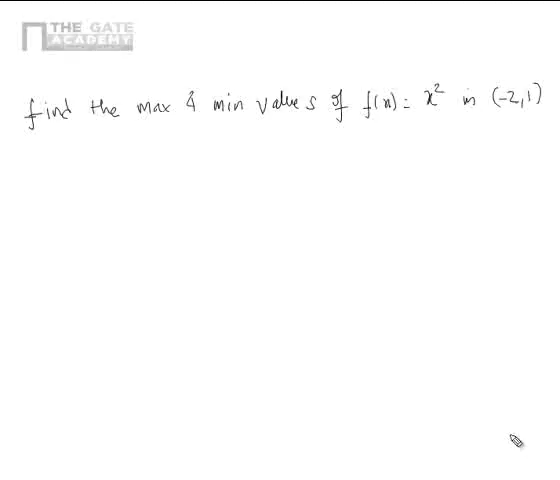 THE GATE
ACADEMY
find the max & min values of f(x) = x² in (-2,1)